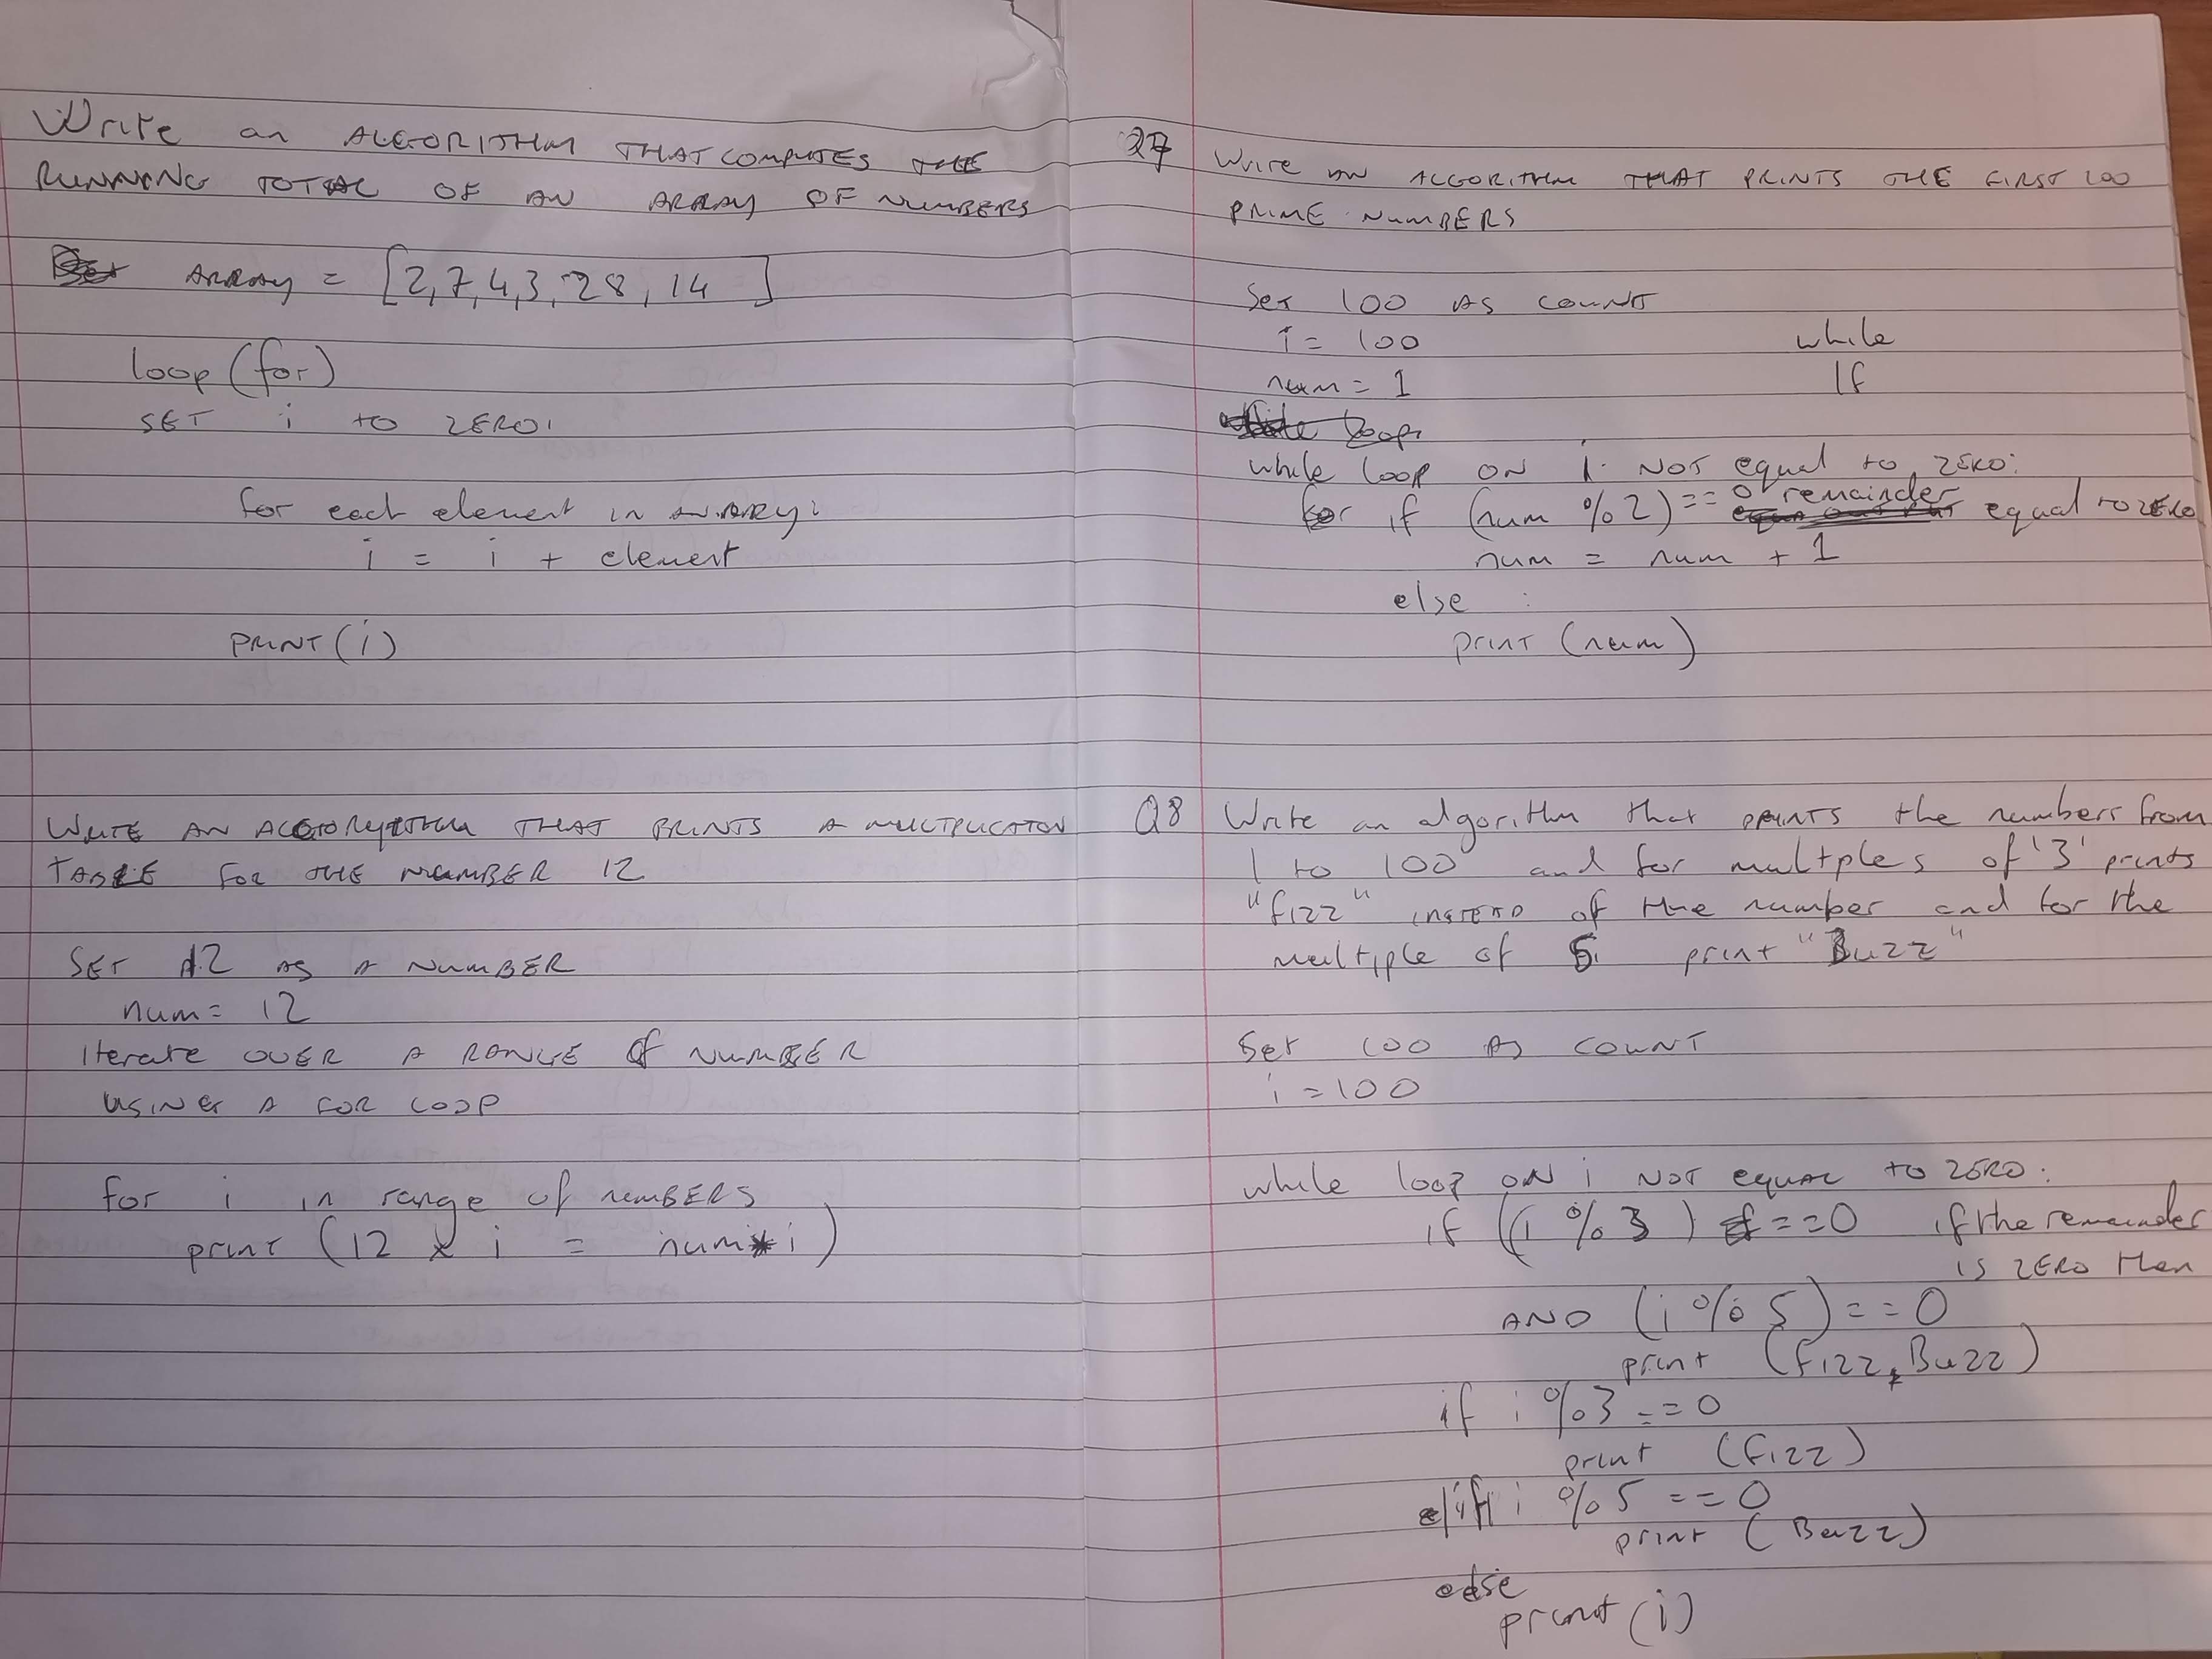 Write an ALGORITHM THAT COMPUTES THE
RUNNING TOTAL OF AN ARRAY OF NUMBERS
ARRAY = [2,7,4,3,28,14 ]
loop (for)
SET i to ZERO
for each element in ARRAY:
i = i + element
PRINT (i)
WRITE AN THAT PRINTS A
TABLE FOR THE NUMBER 12
SET 12 AS A NUMBER
num = 12
Iterate OVER A RANGE Of NUMBER
USING A FOR LOOP
for i in range of NUMBERS
print (12 x i = num*i)
Q7 Write AN ALGORITHM THAT PRINTS THE FIRST 100
PRIME NUMBERS
Set 100 AS COUNT
i = 100 while
num = 1 If
while loop ON i NOT equal to ZERO:
if (num % 2) == 0 remainder equal to ZERO
num = num + 1
else :
print (num)
Q8 Write an algorithm that PRINTS the numbers from
1 to 100 and for multples of '3' prints
"fizz" INSTEAD of the number and for the
multiple of 5 print "Buzz"
Set 100 AS COUNT
i = 100
while loop ON i NOT equal to ZERO:
if (i % 3 ) ==0 if the remainder
is ZERO then
AND (i % 5) == 0
print (Fizz, Buzz)
if i % 3 == 0
print (Fizz)
elif i % 5 == 0
print ( Buzz)
else
print (i)